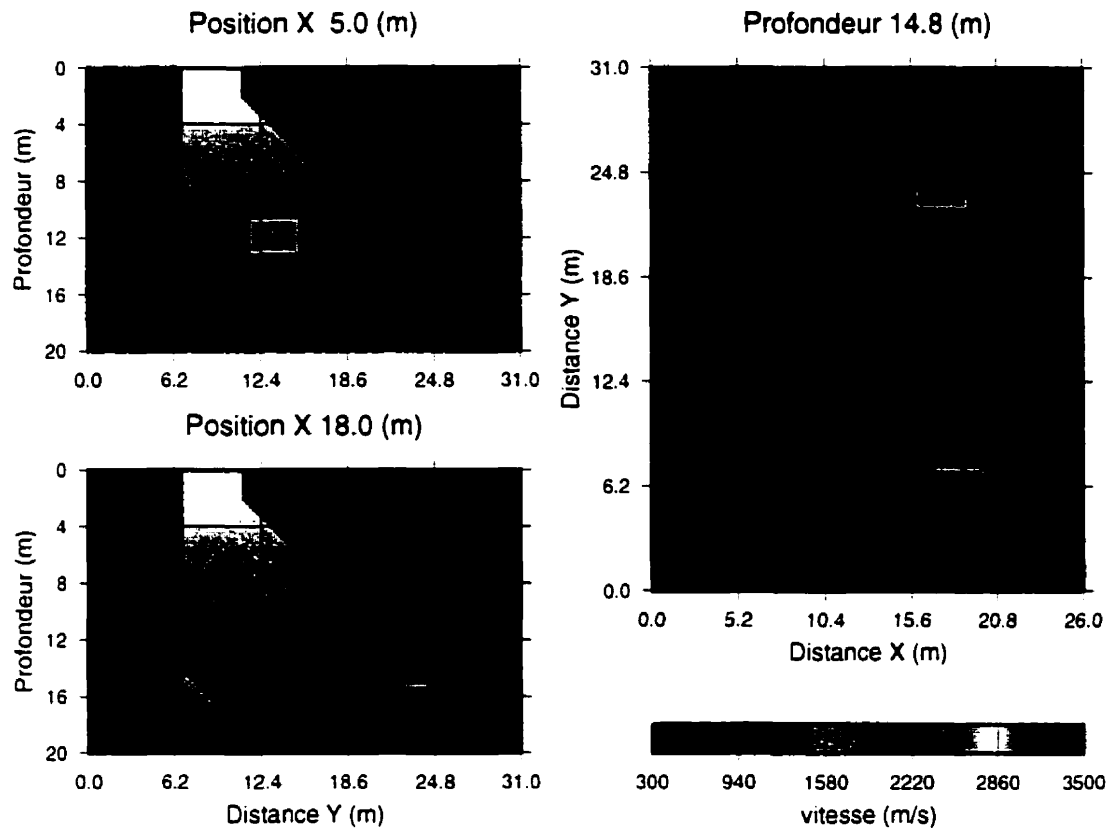 Position X 5.0 (m)
Profondeur (m)
0
4
8
12
16
20
0.0 6.2 12.4 18.6 24.8 31.0
Position X 18.0 (m)
Profondeur (m)
0
4
8
12
16
20
0.0 6.2 12.4 18.6 24.8 31.0
Distance Y (m)
Profondeur 14.8 (m)
Distance Y (m)
31.0
24.8
18.6
12.4
6.2
0.0
0.0 5.2 10.4 15.6 20.8 26.0
Distance X (m)
300 940 1580 2220 2860 3500
vitesse (m/s)